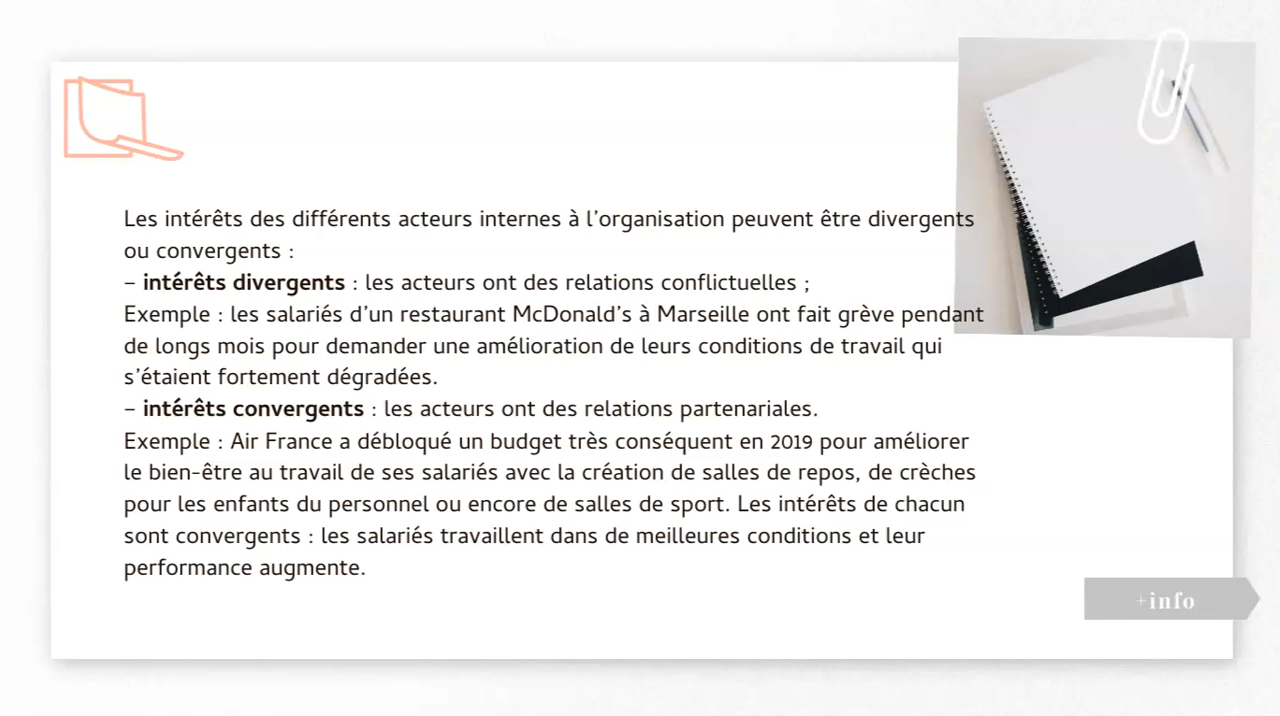 Les intérêts des différents acteurs internes à l’organisation peuvent être divergents
ou convergents :
– intérêts divergents : les acteurs ont des relations conflictuelles ;
Exemple : les salariés d’un restaurant McDonald’s à Marseille ont fait grève pendant
de longs mois pour demander une amélioration de leurs conditions de travail qui
s’étaient fortement dégradées.
– intérêts convergents : les acteurs ont des relations partenariales.
Exemple : Air France a débloqué un budget très conséquent en 2019 pour améliorer
le bien-être au travail de ses salariés avec la création de salles de repos, de crèches
pour les enfants du personnel ou encore de salles de sport. Les intérêts de chacun
sont convergents : les salariés travaillent dans de meilleures conditions et leur
performance augmente.
+info